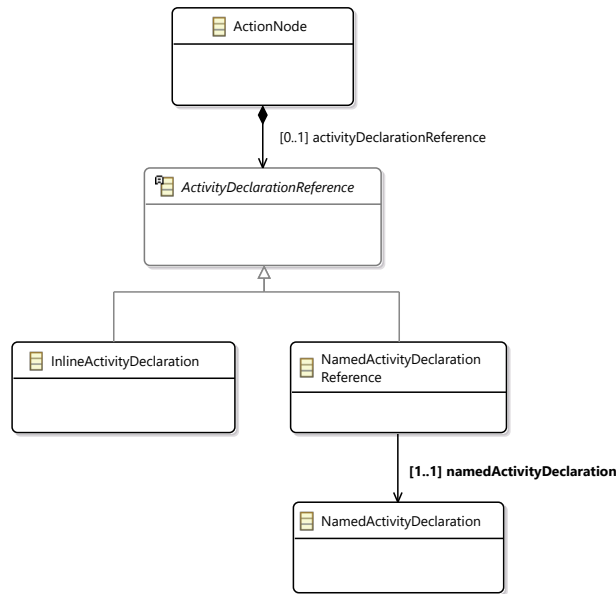 ActionNode
[0..1] activityDeclarationReference
ActivityDeclarationReference
InlineActivityDeclaration
NamedActivityDeclaration
Reference
[1..1] namedActivityDeclaration
NamedActivityDeclaration